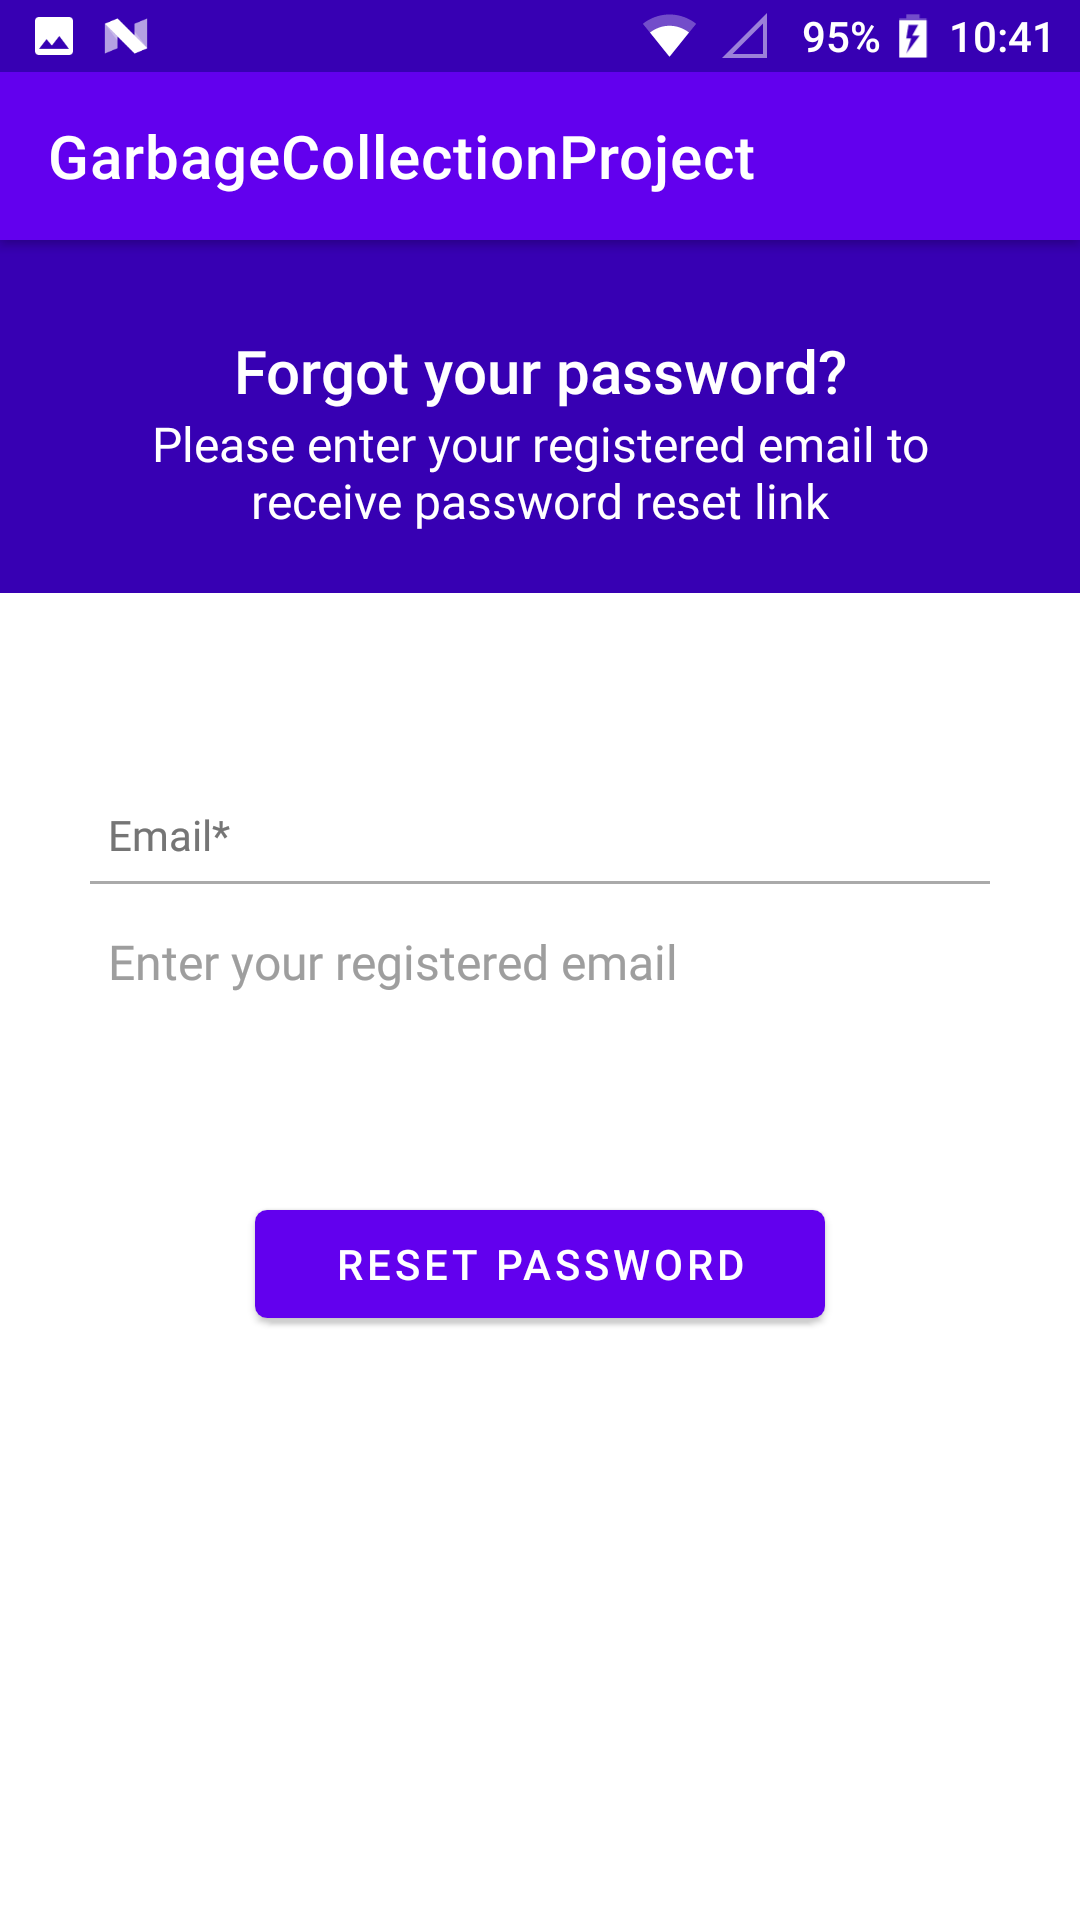 95% 10:41
GarbageCollectionProject
Forgot your password?
Please enter your registered email to
receive password reset link
Email*
Enter your registered email
RESET PASSWORD